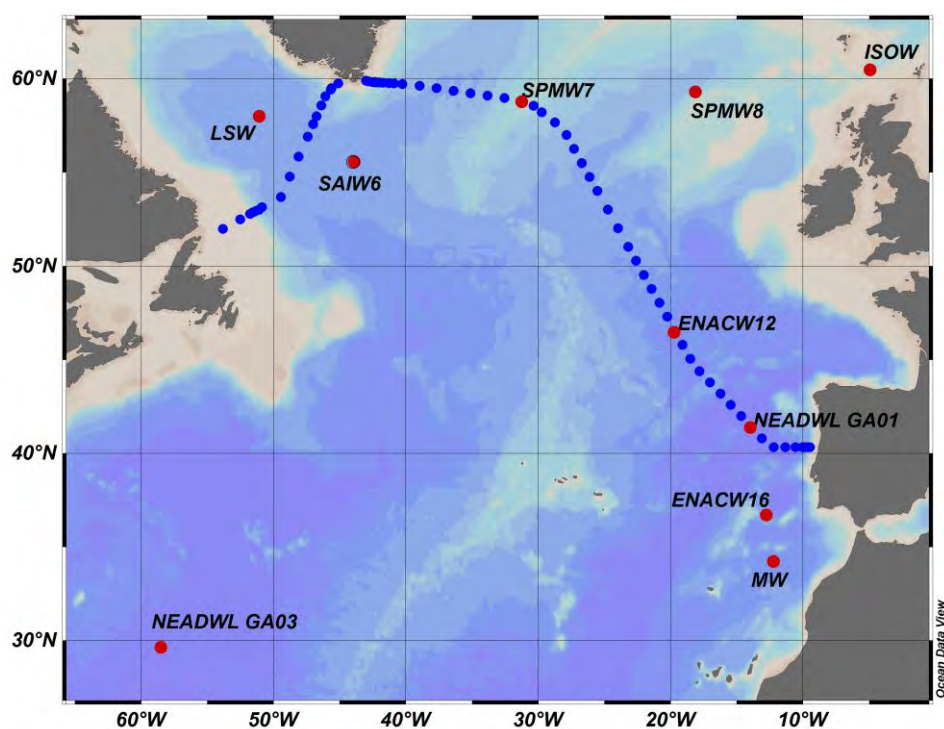 60°N
ISOW
SPMW7
SPMW8
LSW
SAIW6
50°N
ENACW12
NEADWL GA01
40°N
ENACW16
MW
NEADWL GA03
30°N
Ocean Data View
60°W
50°W
40°W
30°W
20°W
10°W